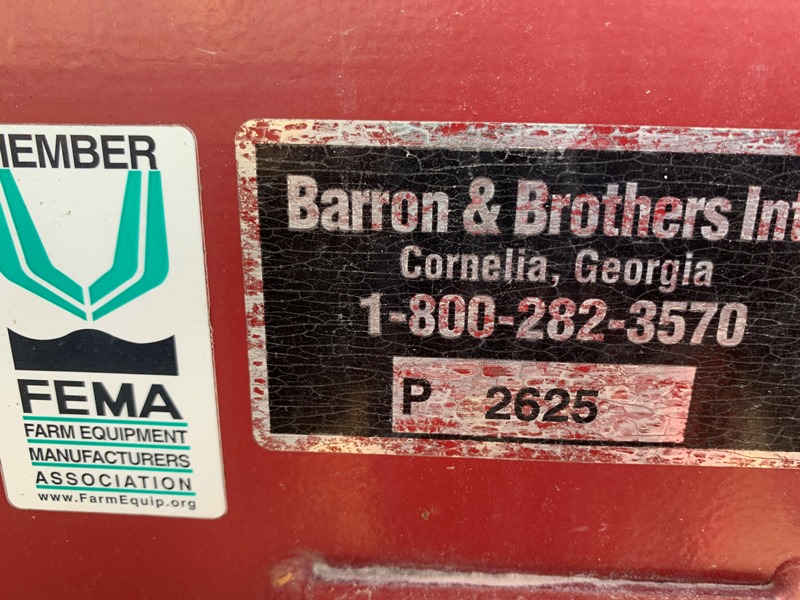 MEMBER
FEMA
FARM EQUIPMENT
MANUFACTURERS
ASSOCIATION
www.FarmEquip.org
Barron & Brothers Int
Cornelia, Georgia
1-800-282-3570
P 2625